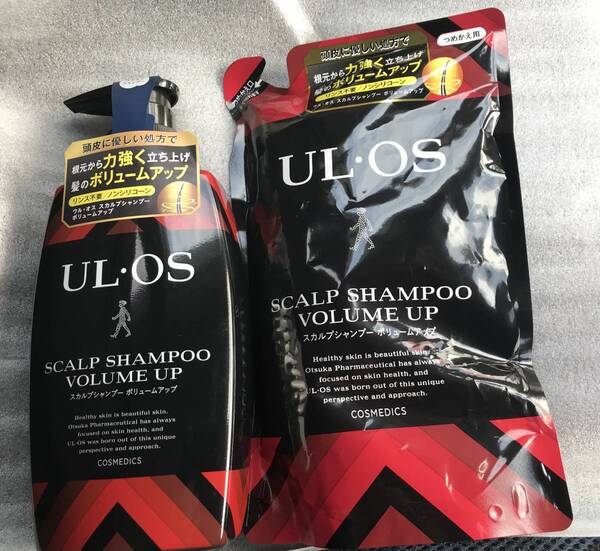 頭皮に優しい処方で
根元から力強く立ち上げ
髪のボリュームアップ
リンス不要／ノンシリコーン
ウル・オス スカルプシャンプー
ボリュームアップ
UL·OS
SCALP SHAMPOO
VOLUME UP
スカルプシャンプー ボリュームアップ
Healthy skin is beautiful skin.
Otsuka Pharmaceutical has always
focused on skin health, and
UL·OS was born out of this unique
perspective and approach.
COSMEDICS
つめかえ用
頭皮に優しい処方で
根元から力強く立ち上げ
髪のボリュームアップ
リンス不要／ノンシリコーン
ウル・オス スカルプシャンプー ボリュームアップ
UL·OS
SCALP SHAMPOO
VOLUME UP
スカルプシャンプー ボリュームアップ
Healthy skin is beautiful skin.
Otsuka Pharmaceutical has always
focused on skin health, and
UL·OS was born out of this unique
perspective and approach.
COSMEDICS